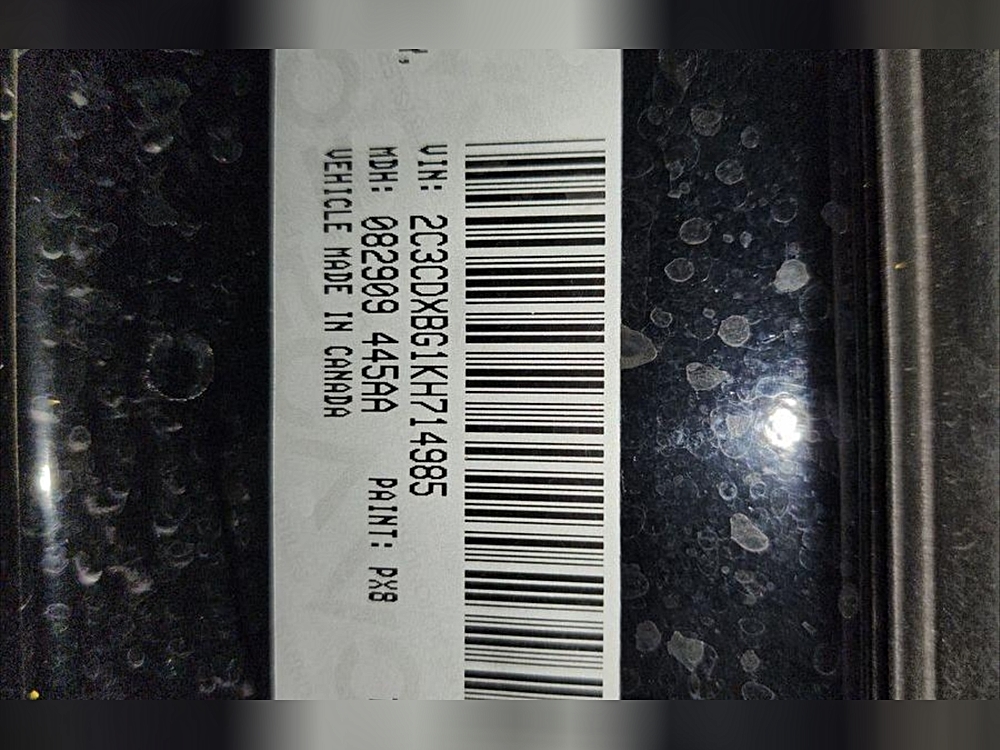 VIN: 2C3CDXBG1KH714985
MDH: 082909 445AA PAINT: PX8
VEHICLE MADE IN CANADA